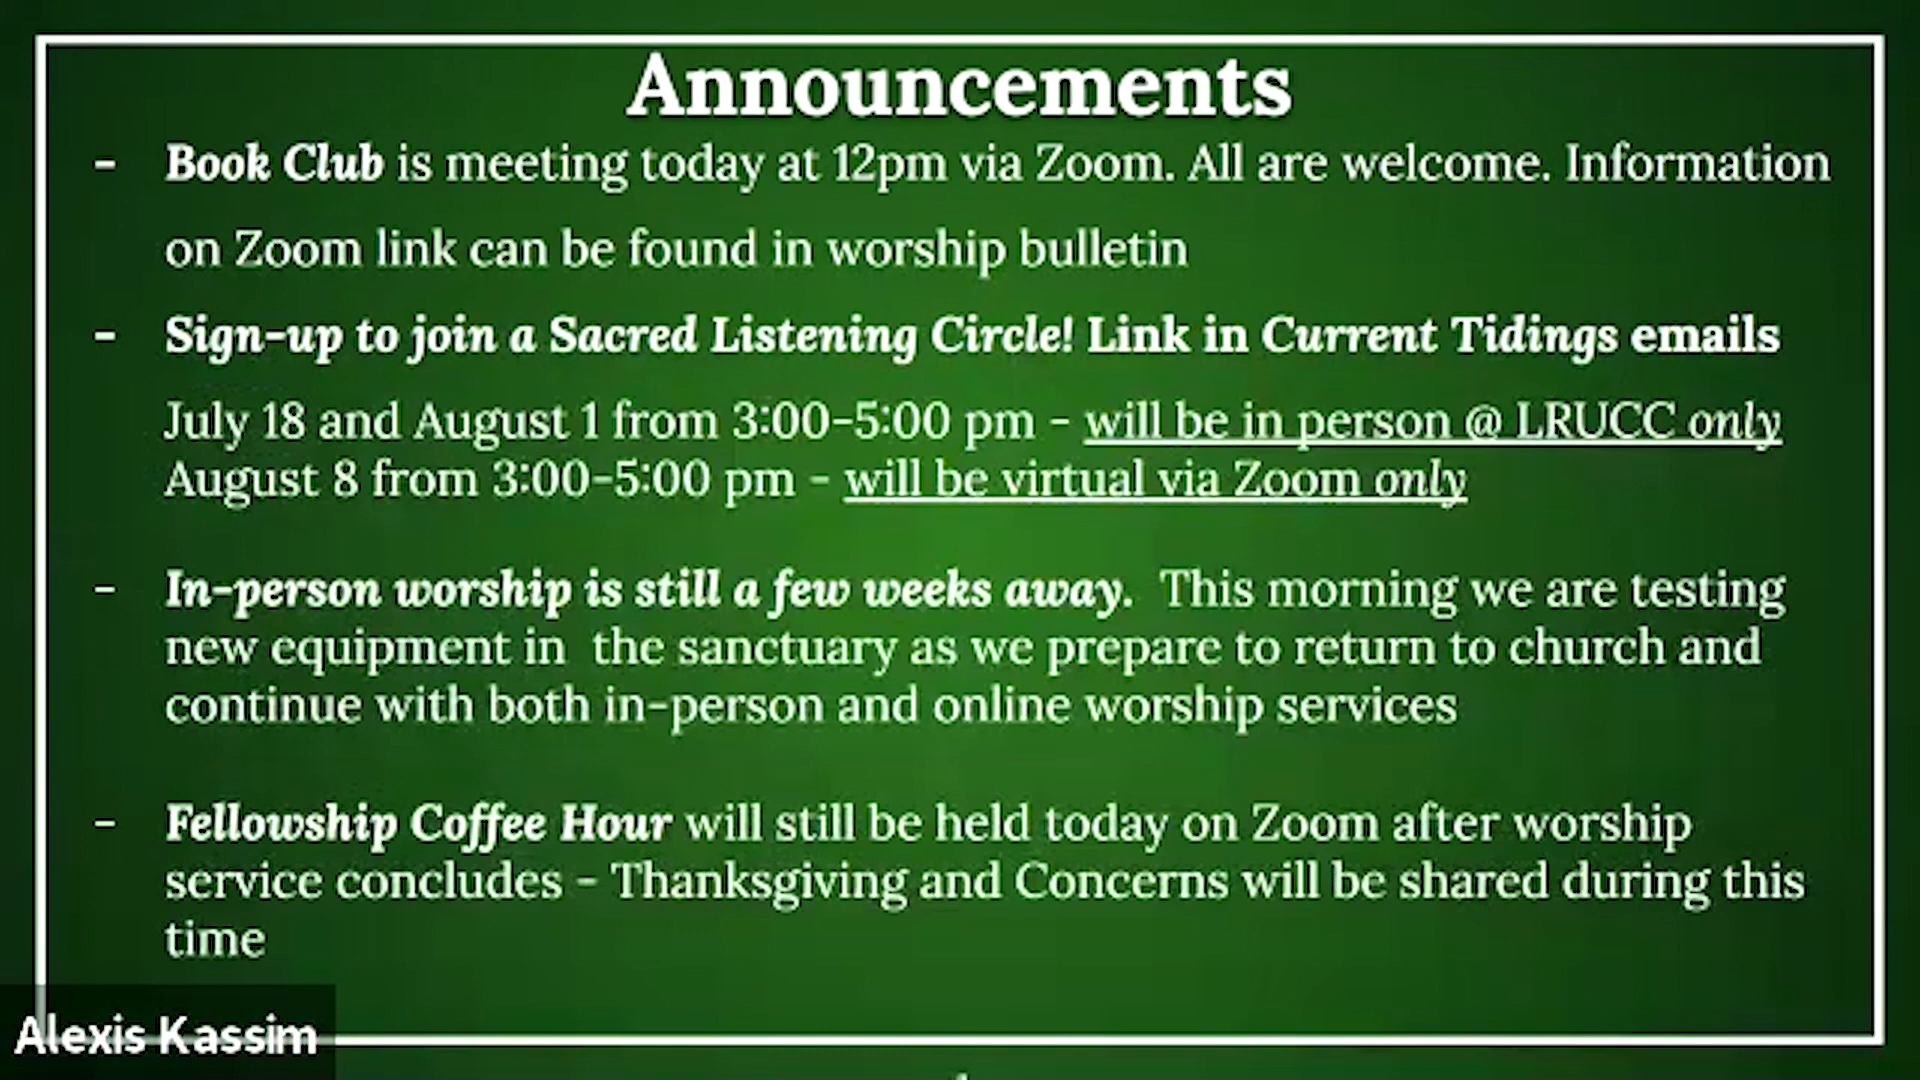 Announcements
- Book Club is meeting today at 12pm via Zoom. All are welcome. Information
on Zoom link can be found in worship bulletin
- Sign-up to join a Sacred Listening Circle! Link in Current Tidings emails
July 18 and August 1 from 3:00-5:00 pm - will be in person @ LRUCC only
August 8 from 3:00-5:00 pm - will be virtual via Zoom only
- In-person worship is still a few weeks away. This morning we are testing
new equipment in the sanctuary as we prepare to return to church and
continue with both in-person and online worship services
- Fellowship Coffee Hour will still be held today on Zoom after worship
service concludes - Thanksgiving and Concerns will be shared during this
time
Alexis Kassim